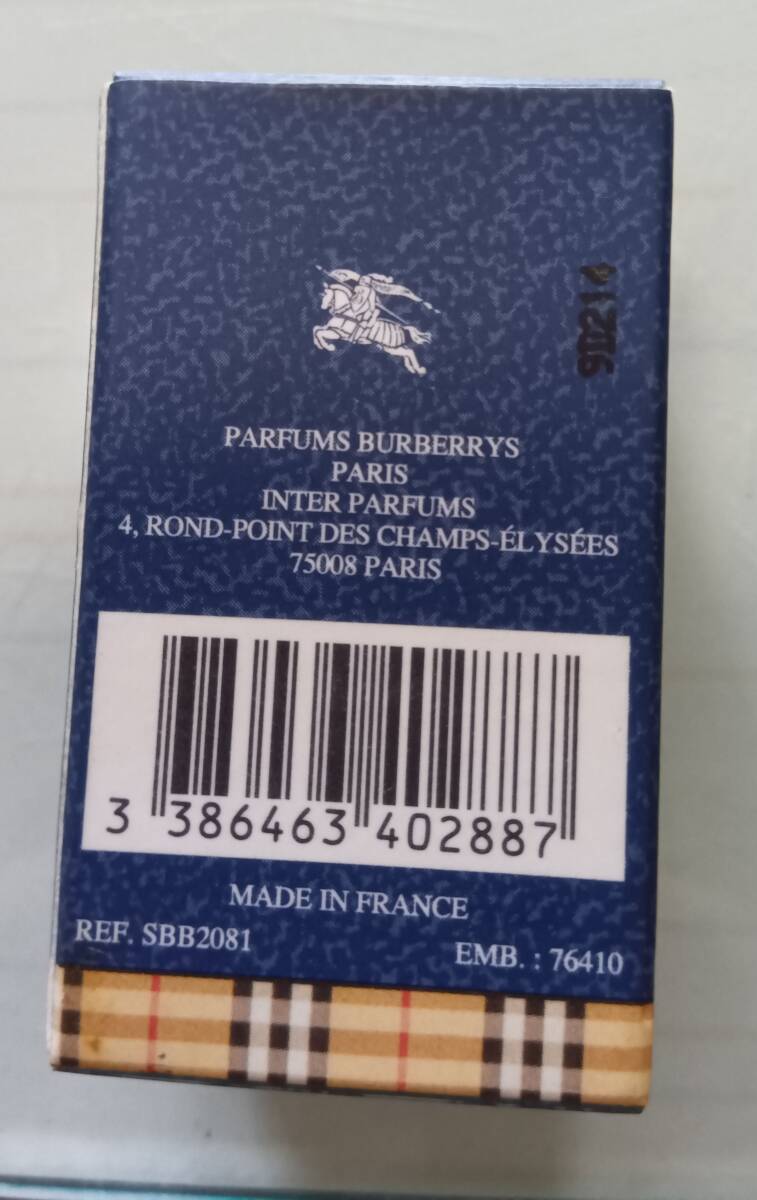 9D214
PARFUMS BURBERRYS
PARIS
INTER PARFUMS
4, ROND-POINT DES CHAMPS-ÉLYSÉES
75008 PARIS
3 386463 402887
MADE IN FRANCE
REF. SBB2081
EMB. : 76410